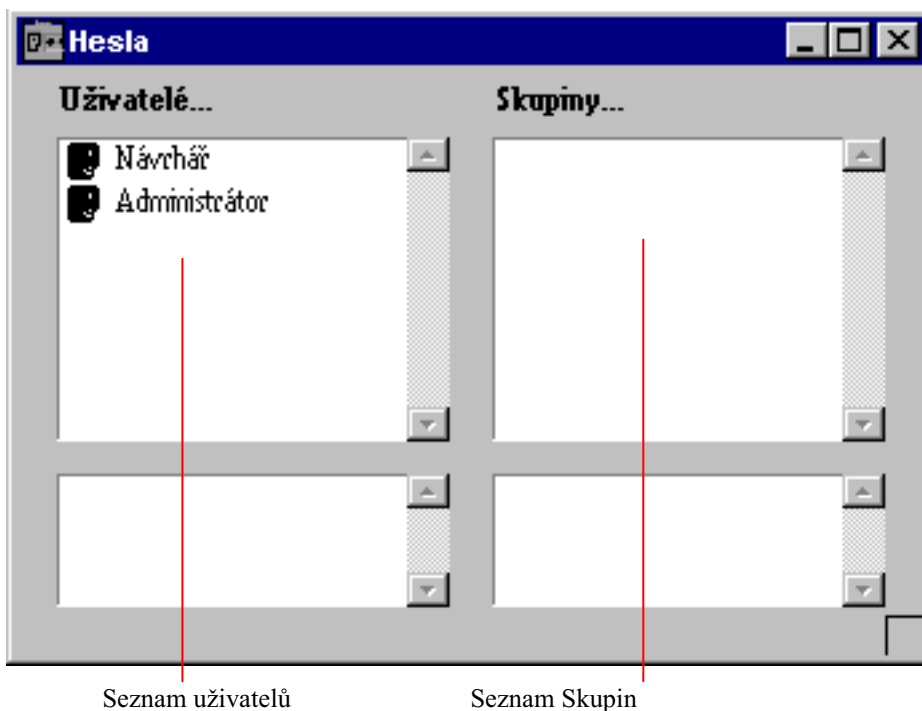 Hesla
Uživatelé... Skupiny...
Návrhář
Administrátor
Seznam uživatelů Seznam Skupin